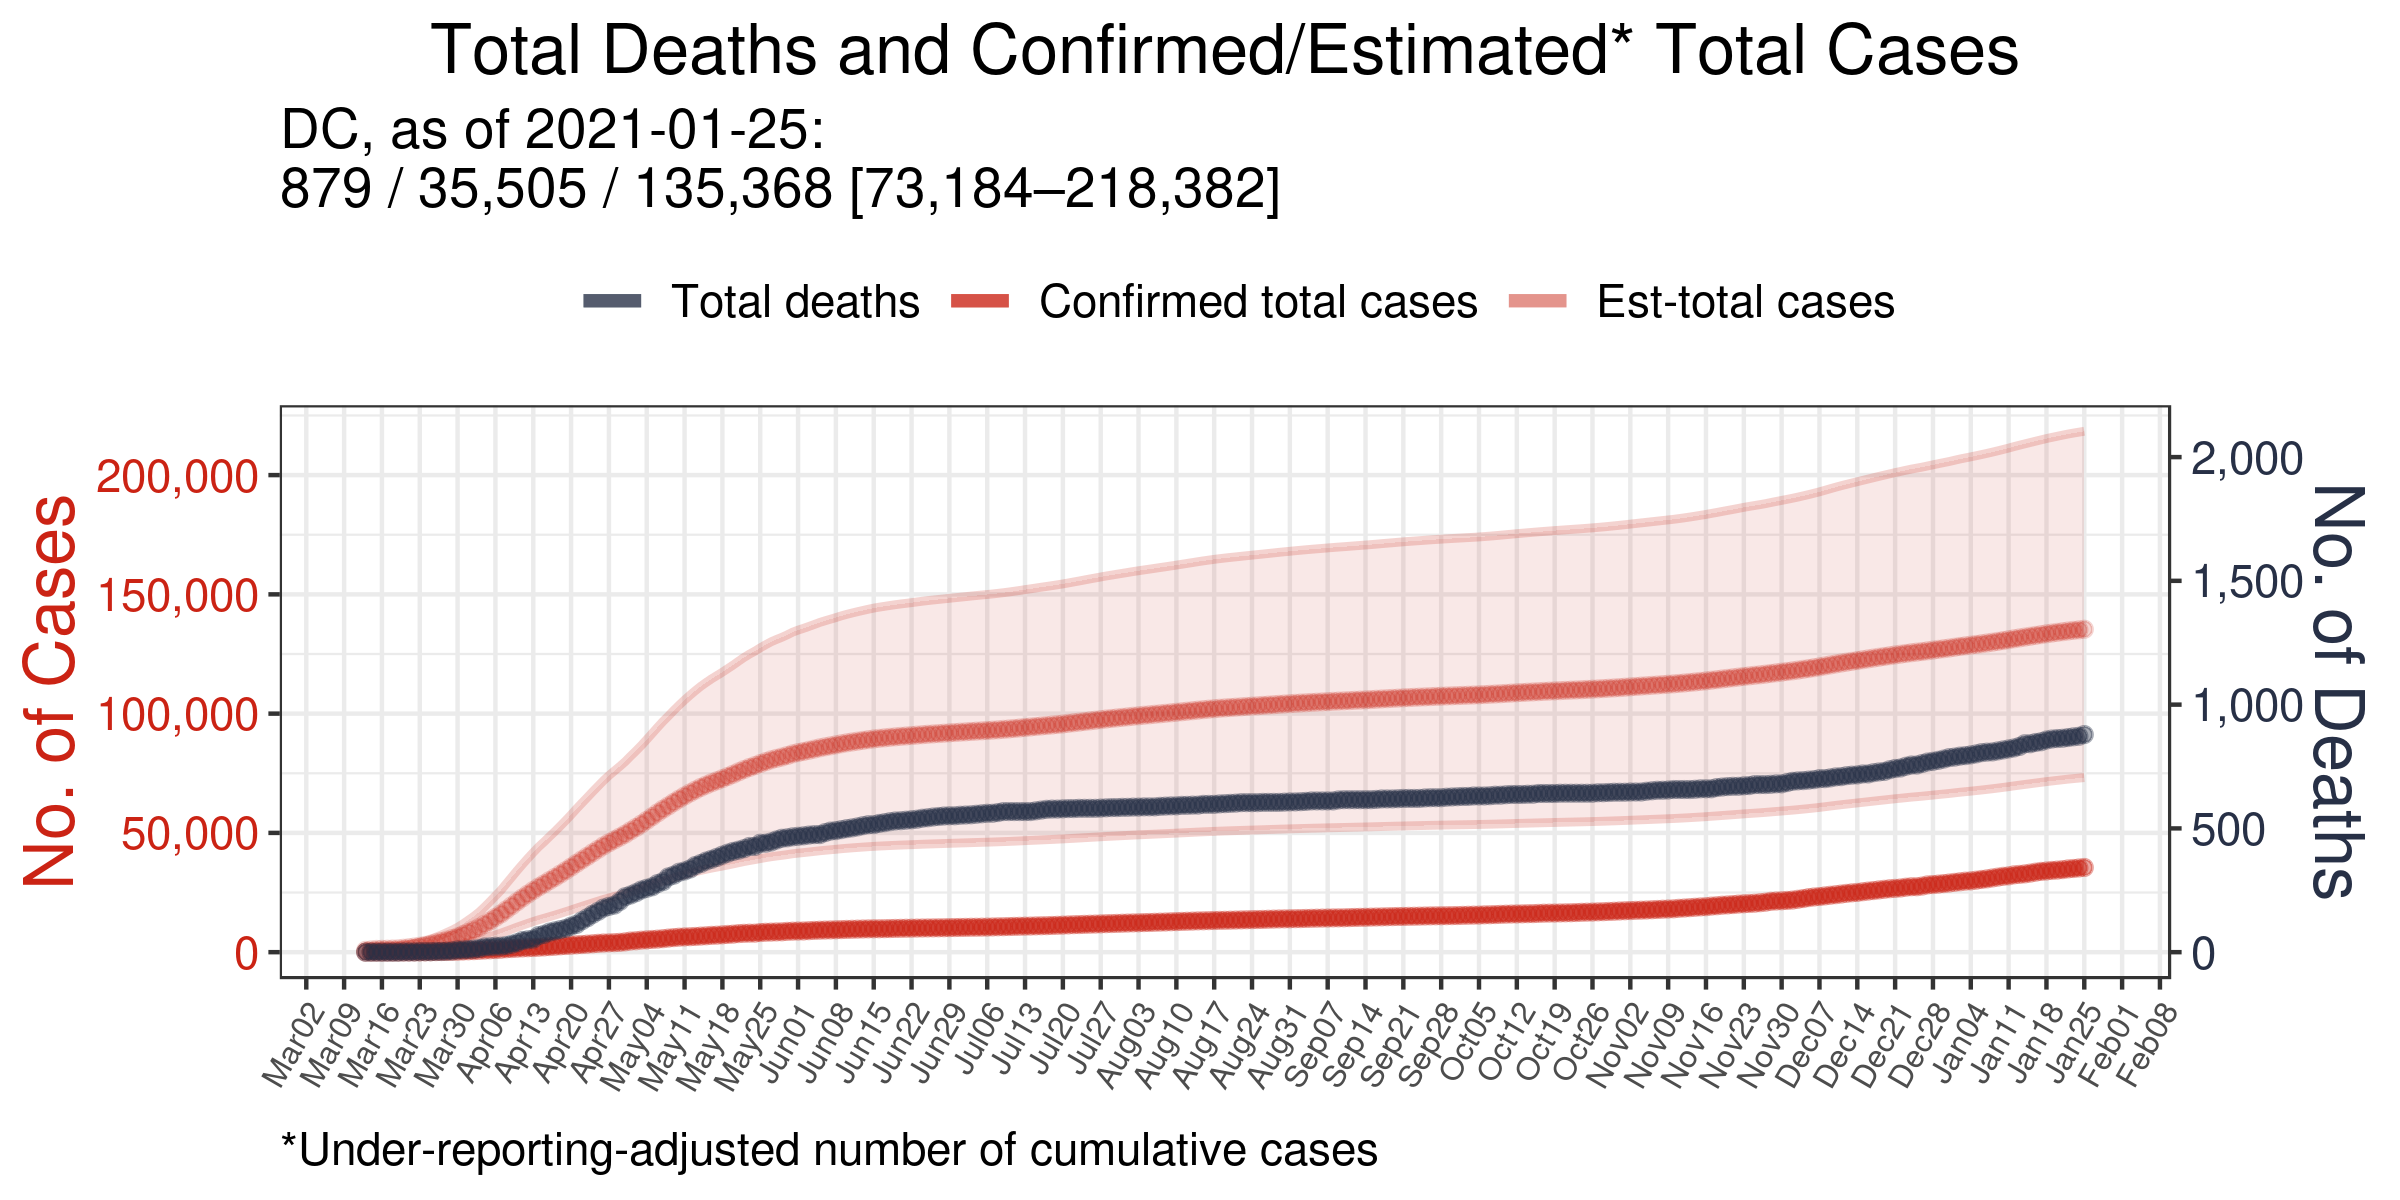 Total Deaths and Confirmed/Estimated* Total Cases
DC, as of 2021-01-25:
879 / 35,505 / 135,368 [73,184–218,382]
Total deaths
Confirmed total cases
Est-total cases
No. of Cases
200,000
150,000
100,000
50,000
0
2,000
1,500
1,000
500
0
No. of Deaths
Mar02
Mar09
Mar16
Mar23
Mar30
Apr06
Apr13
Apr20
Apr27
May04
May11
May18
May25
Jun01
Jun08
Jun15
Jun22
Jun29
Jul06
Jul13
Jul20
Jul27
Aug03
Aug10
Aug17
Aug24
Aug31
Sep07
Sep14
Sep21
Sep28
Oct05
Oct12
Oct19
Oct26
Nov02
Nov09
Nov16
Nov23
Nov30
Dec07
Dec14
Dec21
Dec28
Jan04
Jan11
Jan18
Jan25
Feb01
Feb08
*Under-reporting-adjusted number of cumulative cases